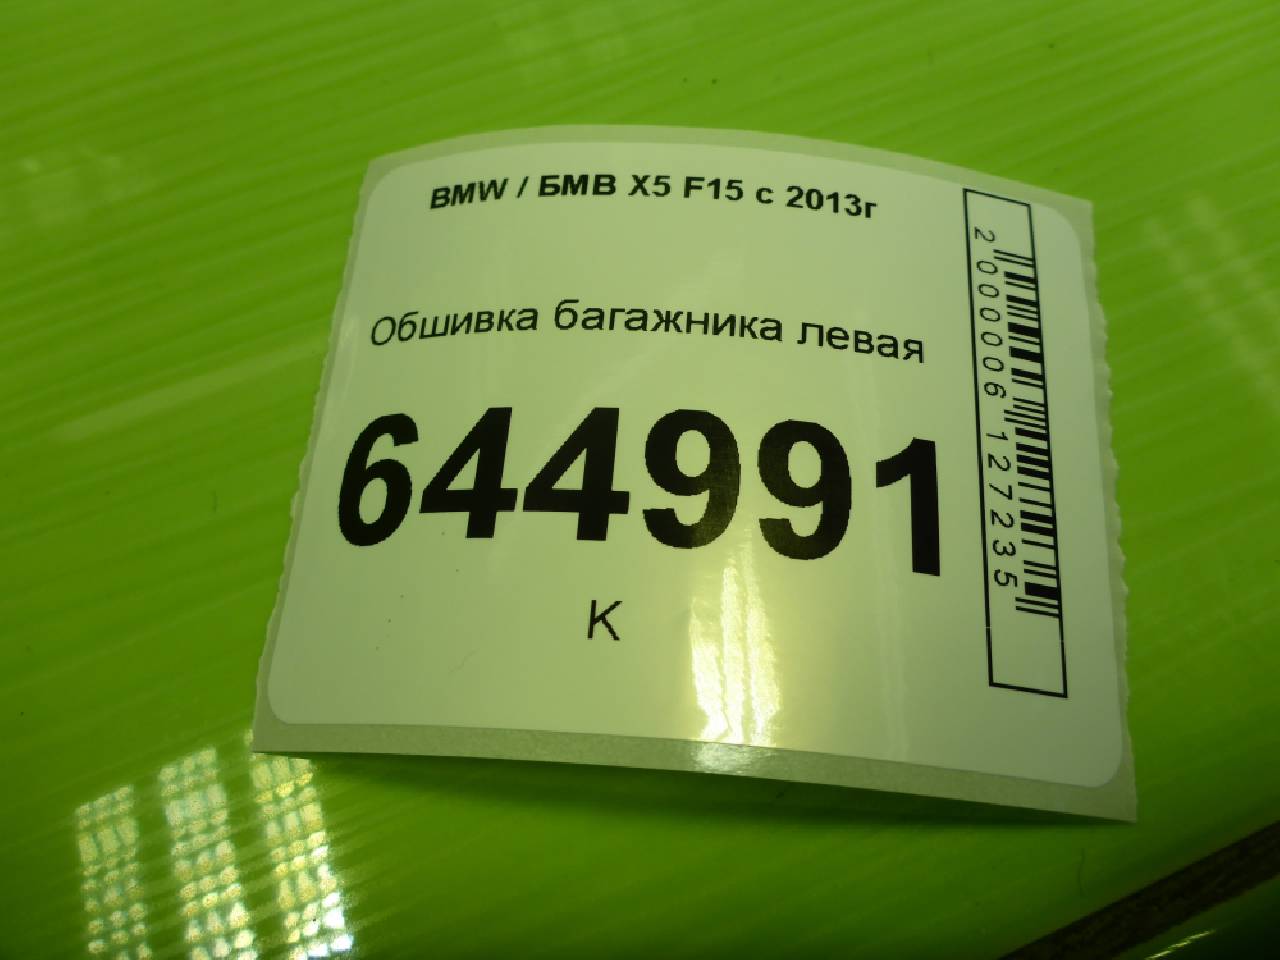 BMW / БМВ X5 F15 с 2013г
Обшивка багажника левая
644991
К
2000006127235